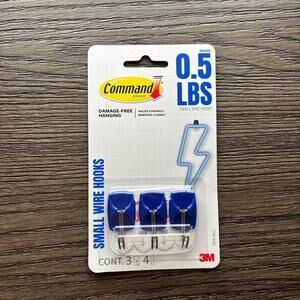 Command
BRAND
DAMAGE-FREE
HANGING
HOLDS STRONGLY
REMOVES CLEANLY
0.5
LBS
SMALL WIRE HOOKS
SMALL WIRE HOOKS
CONT. 3 4
3M